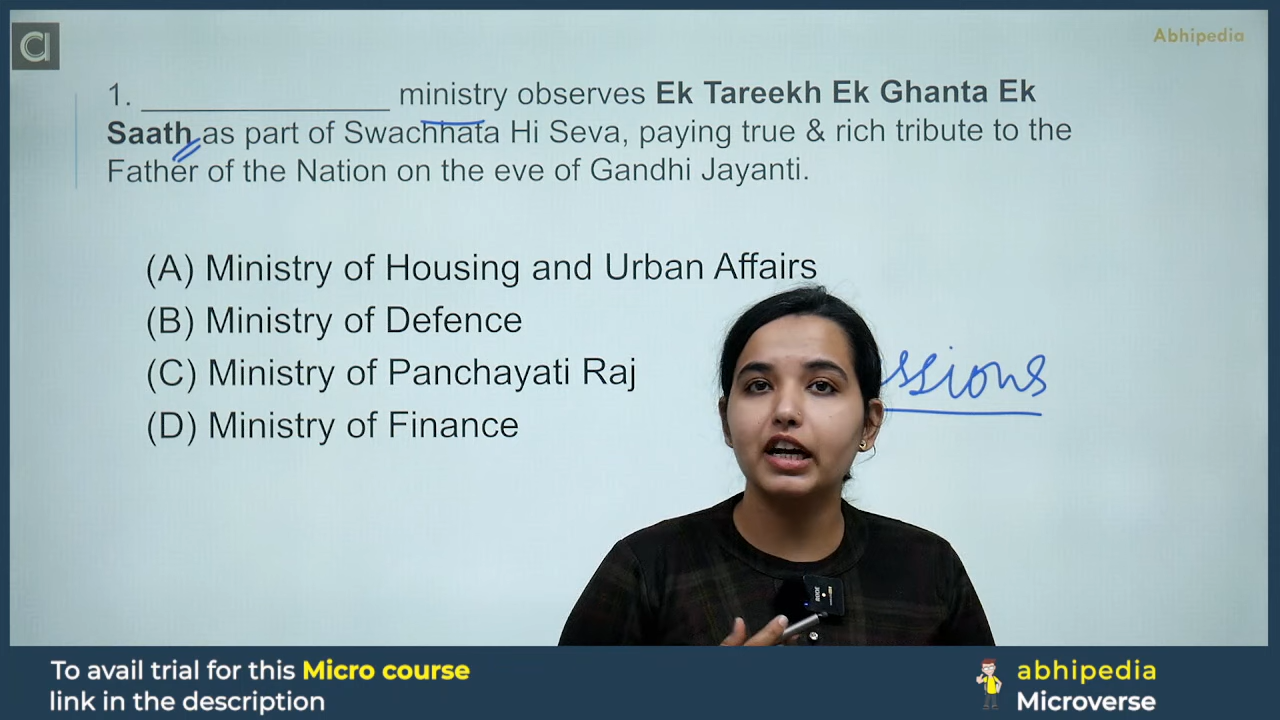 Abhipedia
1. ________________ ministry observes Ek Tareekh Ek Ghanta Ek
Saath as part of Swachhata Hi Seva, paying true & rich tribute to the
Father of the Nation on the eve of Gandhi Jayanti.
(A) Ministry of Housing and Urban Affairs
(B) Ministry of Defence
(C) Ministry of Panchayati Raj
ssions
(D) Ministry of Finance
To avail trial for this Micro course
link in the description
abhipedia
Microverse